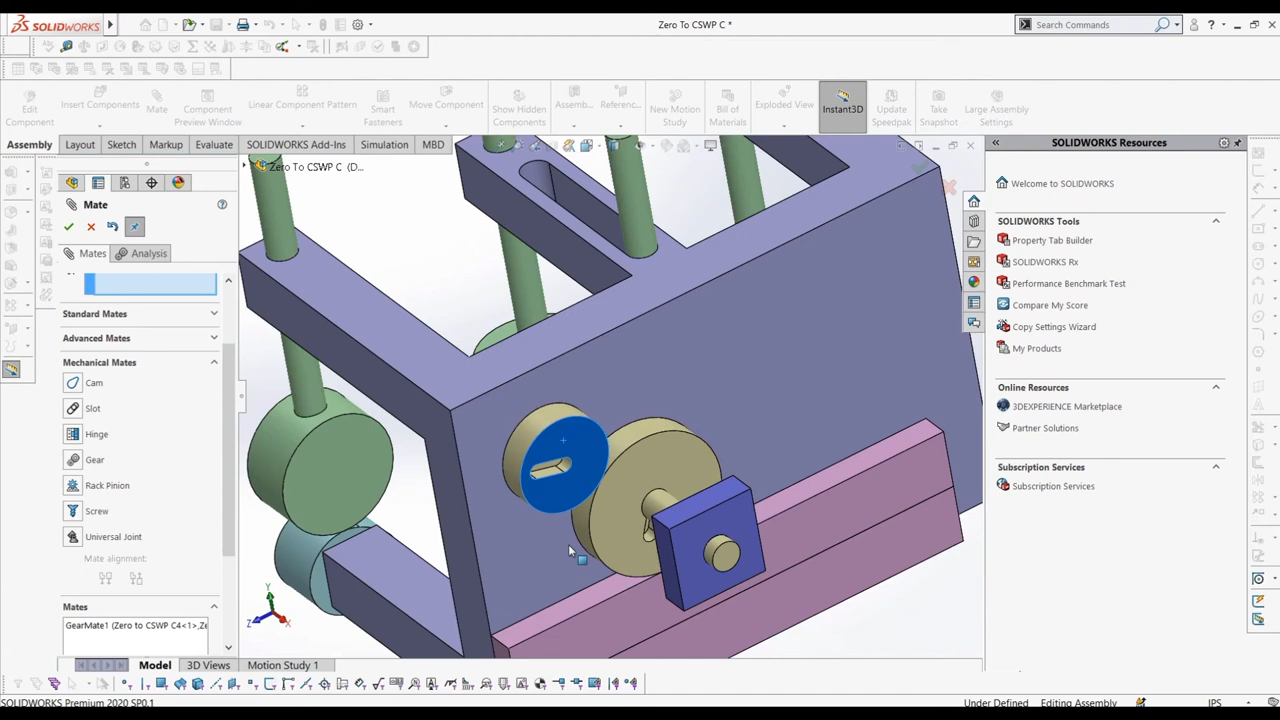 SOLIDWORKS
Zero To CSWP C *
Search Commands
Edit Component
Insert Components
Mate
Component Preview Window
Linear Component Pattern
Smart Fasteners
Move Component
Show Hidden Components
Assemb...
Referenc...
New Motion Study
Bill of Materials
Exploded View
Instant3D
Update Speedpak
Take Snapshot
Large Assembly Settings
Assembly
Layout
Sketch
Markup
Evaluate
SOLIDWORKS Add-Ins
Simulation
MBD
SOLIDWORKS Resources
Zero To CSWP C (D...
Mate
Mates
Analysis
Standard Mates
Advanced Mates
Mechanical Mates
Cam
Slot
Hinge
Gear
Rack Pinion
Screw
Universal Joint
Mate alignment:
Mates
GearMate1 (Zero to CSWP C4<1>,Ze
Y
Z
X
Welcome to SOLIDWORKS
SOLIDWORKS Tools
Property Tab Builder
SOLIDWORKS Rx
Performance Benchmark Test
Compare My Score
Copy Settings Wizard
My Products
Online Resources
3DEXPERIENCE Marketplace
Partner Solutions
Subscription Services
Subscription Services
Model
3D Views
Motion Study 1
SOLIDWORKS Premium 2020 SP0.1
Under Defined
Editing Assembly
IPS